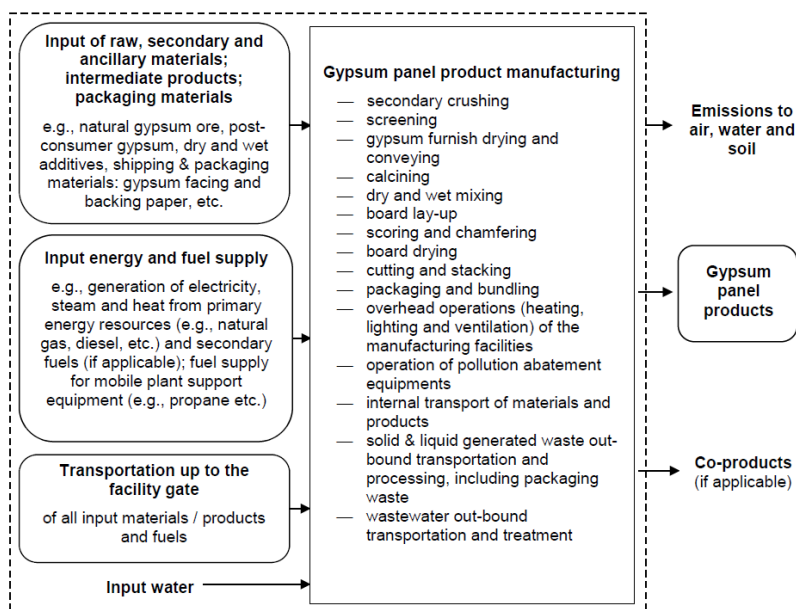 Input of raw, secondary and
ancillary materials;
intermediate products;
packaging materials
e.g., natural gypsum ore, post-
consumer gypsum, dry and wet
additives, shipping & packaging
materials: gypsum facing and
backing paper, etc.
Input energy and fuel supply
e.g., generation of electricity,
steam and heat from primary
energy resources (e.g., natural
gas, diesel, etc.) and secondary
fuels (if applicable); fuel supply
for mobile plant support
equipment (e.g., propane etc.)
Transportation up to the
facility gate
of all input materials / products
and fuels
Input water
Gypsum panel product manufacturing
— secondary crushing
— screening
— gypsum furnish drying and
conveying
— calcining
— dry and wet mixing
— board lay-up
— scoring and chamfering
— board drying
— cutting and stacking
— packaging and bundling
— overhead operations (heating,
lighting and ventilation) of the
manufacturing facilities
— operation of pollution abatement
equipments
— internal transport of materials and
products
— solid & liquid generated waste out-
bound transportation and
processing, including packaging
waste
— wastewater out-bound
transportation and treatment
Emissions to
air, water and
soil
Gypsum
panel
products
Co-products
(if applicable)